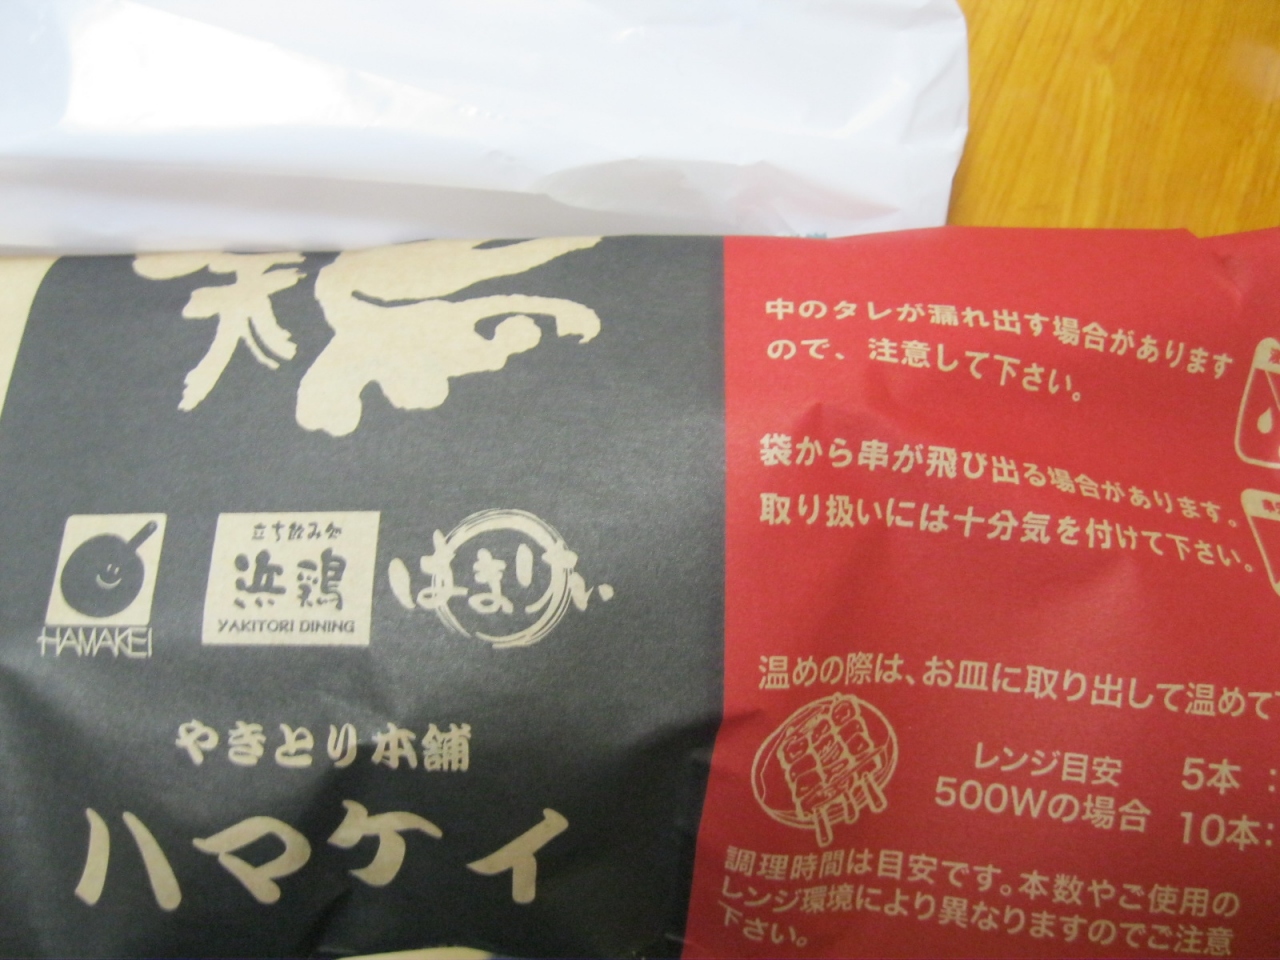 HAMAKEI
立ち飲み処
浜鶏
YAKITORI DINING
はまりぃ
やきとり本舗
ハマケイ
中のタレが漏れ出す場合があります
ので、注意して下さい。
袋から串が飛び出る場合があります。
取り扱いには十分気を付けて下さい。
温めの際は、お皿に取り出して温めて下
レンジ目安
500Wの場合
5本 :
10本:
調理時間は目安です。本数やご使用の
レンジ環境により異なりますのでご注意
下さい。